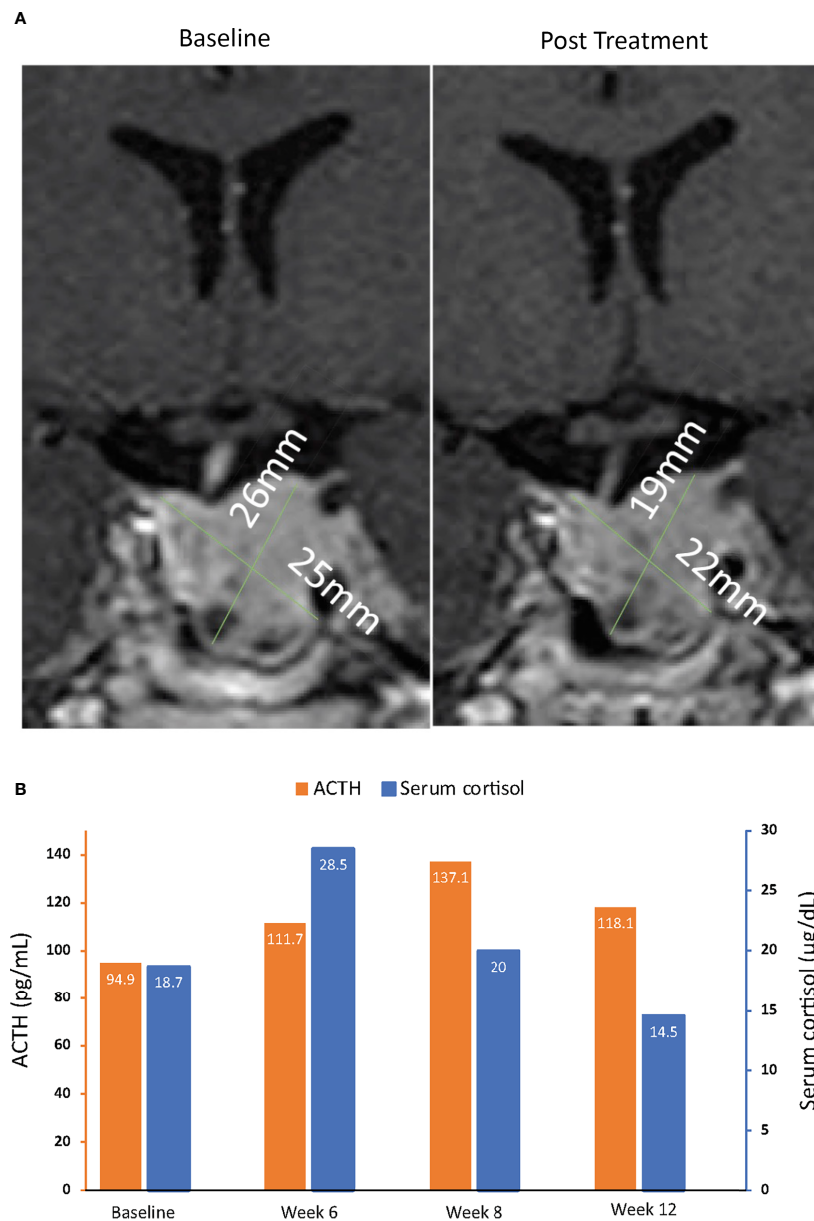 A
Baseline
Post Treatment
26mm
25mm
19mm
22mm
B
ACTH
Serum cortisol
ACTH (pg/mL)
140
120
100
80
60
40
20
0
94.9
18.7
111.7
28.5
137.1
20
118.1
14.5
30
25
20
15
10
5
0
Serum cortisol (ug/dL)
Baseline
Week 6
Week 8
Week 12